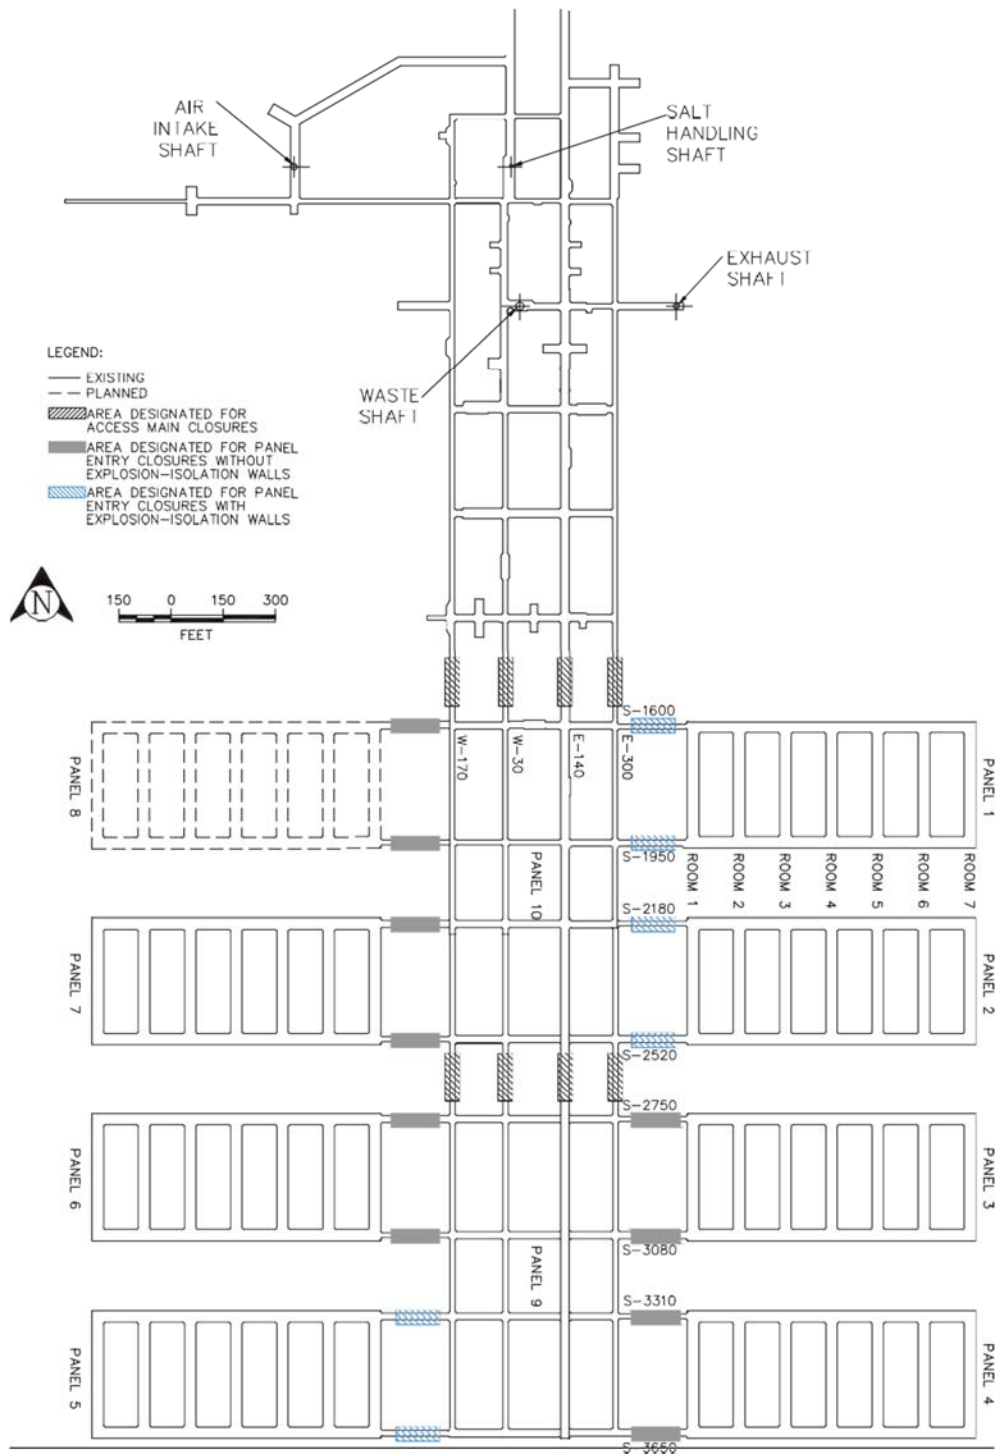 AIR
INTAKE
SHAFT
SALT
HANDLING
SHAFT
EXHAUST
SHAFT
WASTE
SHAFT
LEGEND:
EXISTING
PLANNED
AREA DESIGNATED FOR
ACCESS MAIN CLOSURES
AREA DESIGNATED FOR PANEL
ENTRY CLOSURES WITHOUT
EXPLOSION-ISOLATION WALLS
AREA DESIGNATED FOR PANEL
ENTRY CLOSURES WITH
EXPLOSION-ISOLATION WALLS
N
150 0 150 300
FEET
S-1600
W-170
W-30
E-140
E-300
PANEL 8
PANEL 1
S-1950
PANEL 10
ROOM 1
ROOM 2
ROOM 3
ROOM 4
ROOM 5
ROOM 6
ROOM 7
S-2180
PANEL 7
PANEL 2
S-2520
S-2750
PANEL 6
PANEL 3
S-3080
PANEL 9
S-3310
PANEL 5
PANEL 4
S-3650